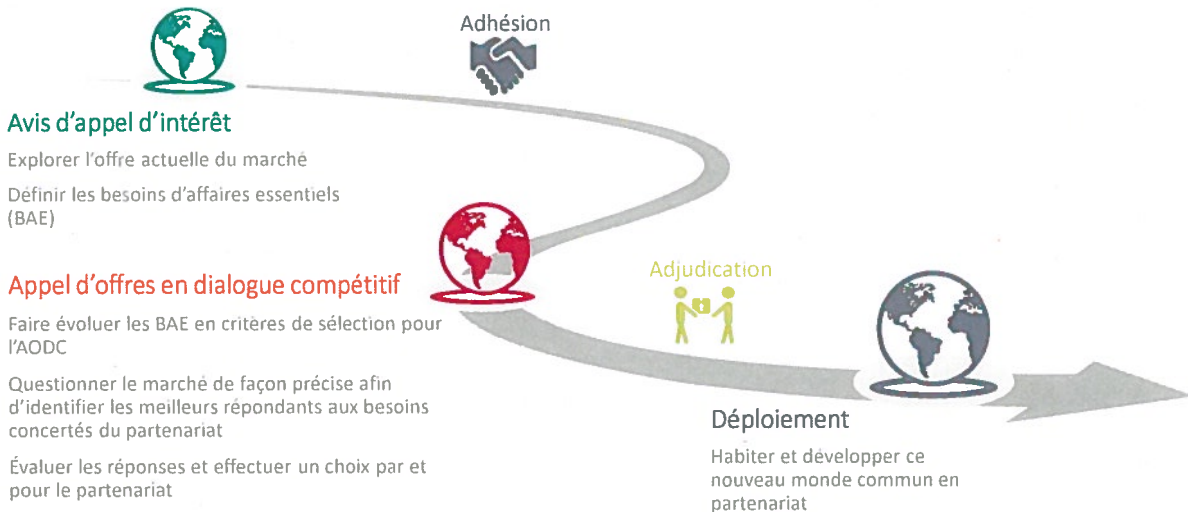 Adhésion
Avis d'appel d'intérêt
Explorer l'offre actuelle du marché
Définir les besoins d'affaires essentiels
(BAE)
Appel d'offres en dialogue compétitif
Faire évoluer les BAE en critères de sélection pour
l'AODC
Questionner le marché de façon précise afin
d'identifier les meilleurs répondants aux besoins
concertés du partenariat
Évaluer les réponses et effectuer un choix par et
pour le partenariat
Adjudication
Déploiement
Habiter et développer ce
nouveau monde commun en
partenariat